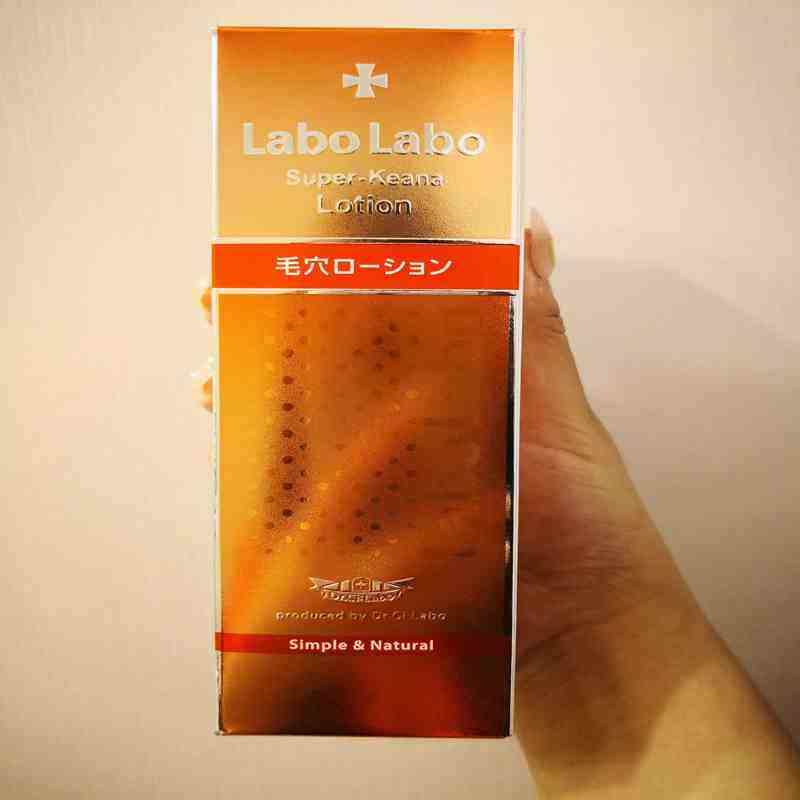 Labo Labo
Super-Keana
Lotion
毛穴ローション
produced by Dr.Ci:Labo
Simple & Natural